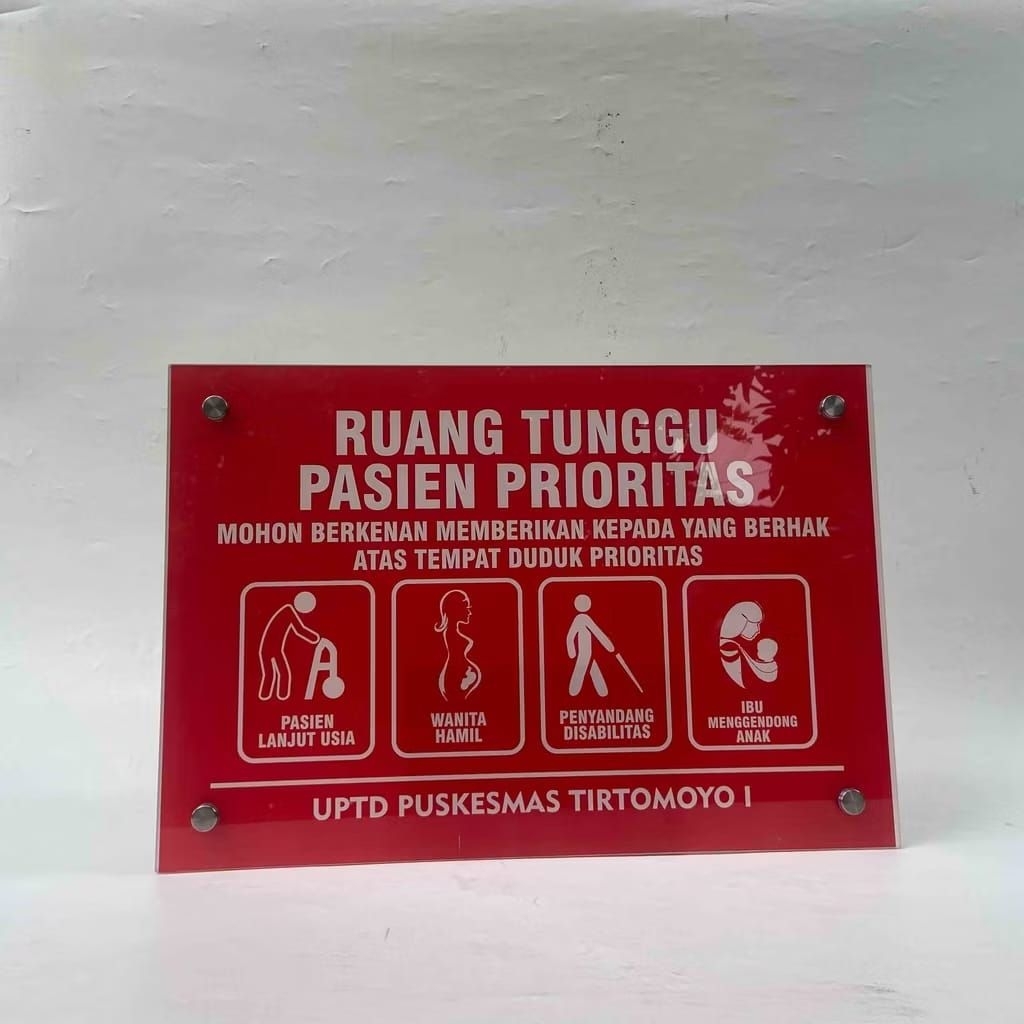 RUANG TUNGGU
PASIEN PRIORITAS
MOHON BERKENAN MEMBERIKAN KEPADA YANG BERHAK
ATAS TEMPAT DUDUK PRIORITAS
PASIEN
LANJUT USIA
WANITA
HAMIL
PENYANDANG
DISABILITAS
IBU
MENGGENDONG
ANAK
UPTD PUSKESMAS TIRTOMOYO I